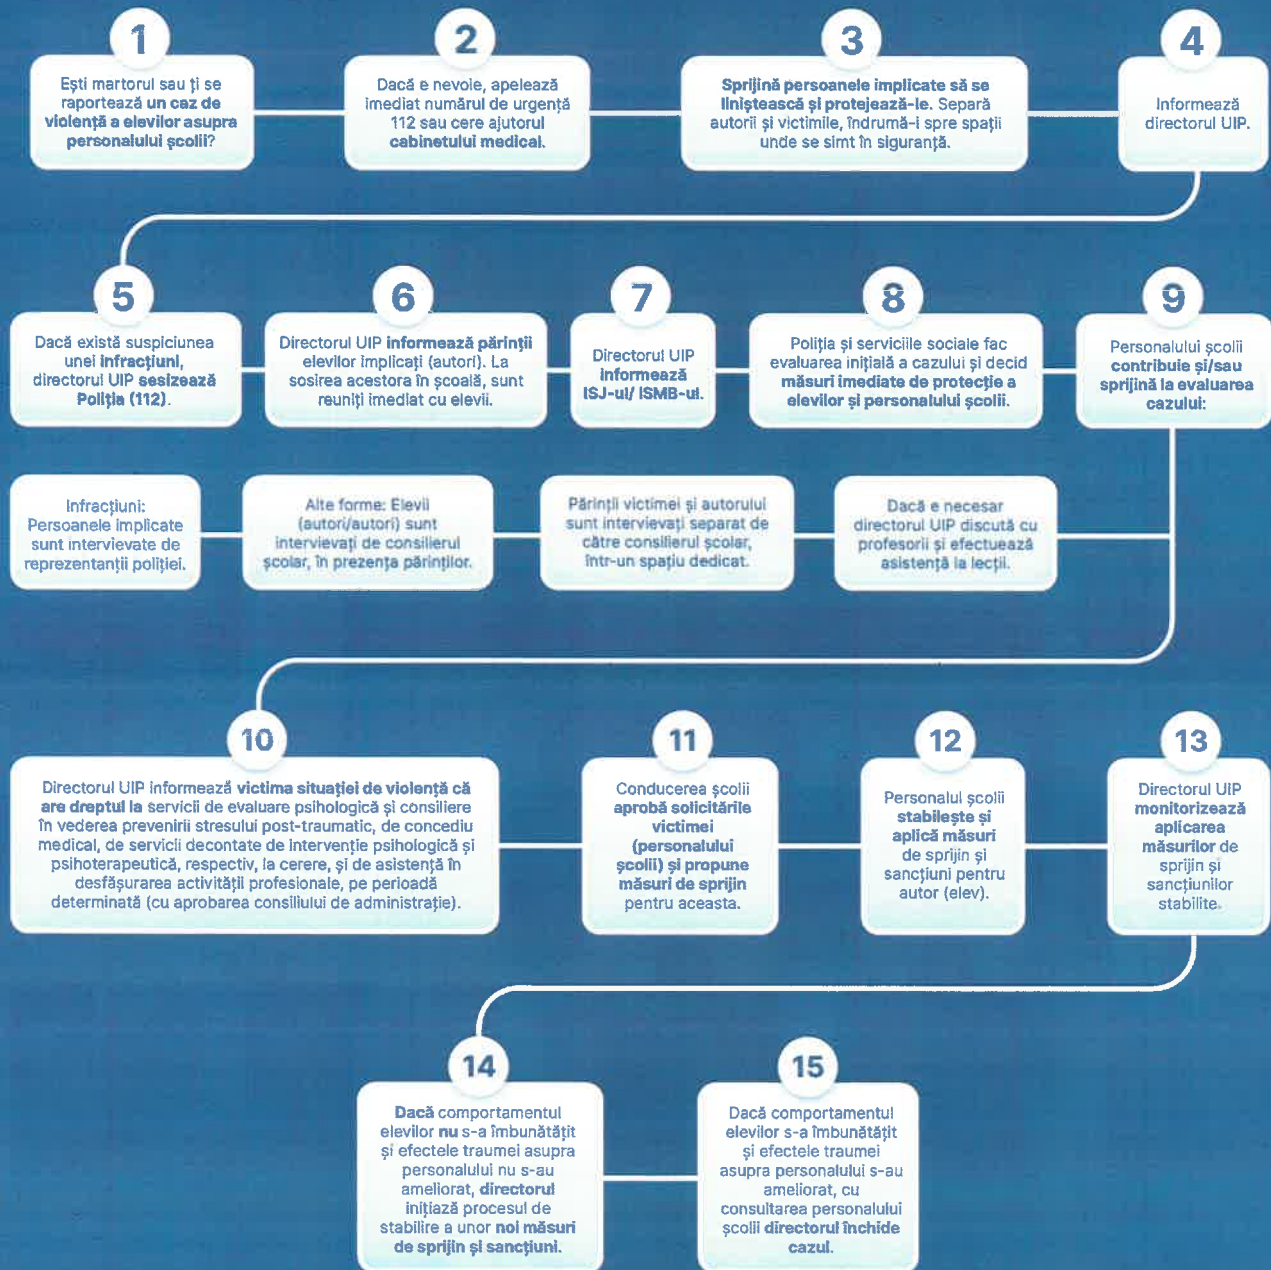 1
Ești martorul sau ți se
raportează un caz de
violență a elevilor asupra
personalului școlii?
2
Dacă e nevoie, apelează
imediat numărul de urgență
112 sau cere ajutorul
cabinetului medical.
3
Sprijină persoanele implicate să se
liniștească și protejează-le. Separă
autorii și victimile, îndrumă-i spre spații
unde se simt în siguranță.
4
Informează
directorul UIP.
5
Dacă există suspiciunea
unei infracțiuni,
directorul UIP sesizează
Poliția (112).
6
Directorul UIP informează părinții
elevilor implicați (autori). La
sosirea acestora în școală, sunt
reuniți imediat cu elevii.
7
Directorul UIP
informează
ISJ-ul/ ISMB-ul.
8
Poliția și serviciile sociale fac
evaluarea inițială a cazului și decid
măsuri imediate de protecție a
elevilor și personalului școlii.
9
Personalului școlii
contribuie și/sau
sprijină la evaluarea
cazului:
Infracțiuni:
Persoanele implicate
sunt intervievate de
reprezentanții poliției.
Alte forme: Elevii
(autori/autori) sunt
intervievați de consilierul
școlar, în prezența părinților.
Părinții victimei și autorului
sunt intervievați separat de
către consilierul școlar,
într-un spațiu dedicat.
Dacă e necesar
directorul UIP discută cu
profesorii și efectuează
asistență la lecții.
10
Directorul UIP informează victima situației de violență că
are dreptul la servicii de evaluare psihologică și consiliere
în vederea prevenirii stresului post-traumatic, de concediu
medical, de servicii decontate de intervenție psihologică și
psihoterapeutică, respectiv, la cerere, și de asistență în
desfășurarea activității profesionale, pe perioadă
determinată (cu aprobarea consiliului de administrație).
11
Conducerea școlii
aprobă solicitările
victimei
(personalului
școlii) și propune
măsuri de sprijin
pentru aceasta.
12
Personalul școlii
stabilește și
aplică măsuri
de sprijin și
sancțiuni pentru
autor (elev).
13
Directorul UIP
monitorizează
aplicarea
măsurilor de
sprijin și
sancțiunilor
stabilite.
14
Dacă comportamentul
elevilor nu s-a îmbunătățit
și efectele traumei asupra
personalului nu s-au
ameliorat, directorul
inițiază procesul de
stabilire a unor noi măsuri
de sprijin și sancțiuni.
15
Dacă comportamentul
elevilor s-a îmbunătățit
și efectele traumei
asupra personalului s-au
ameliorat, cu
consultarea personalului
școlii directorul închide
cazul.